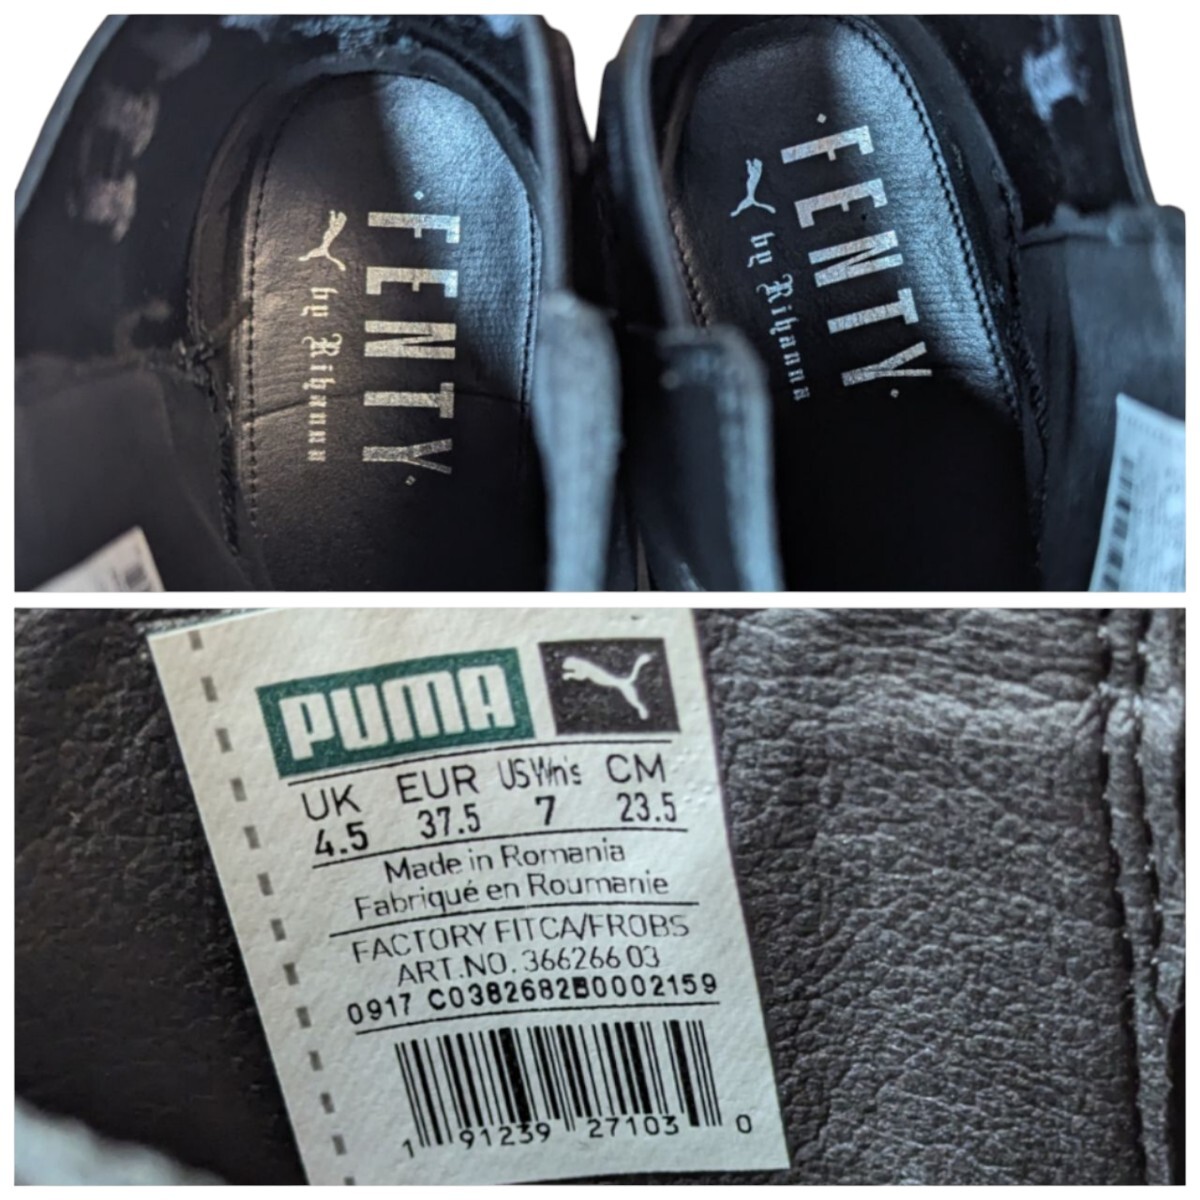 FENTY
by Rihanna
FENTY
by Rihanna
PUMA
UK EUR US Wn's CM
4.5 37.5 7 23.5
Made in Romania
Fabriqué en Roumanie
FACTORY FITCA/FROBS
ART.NO. 366266 03
0917 C0382682B0002159
1 91239 27103 0